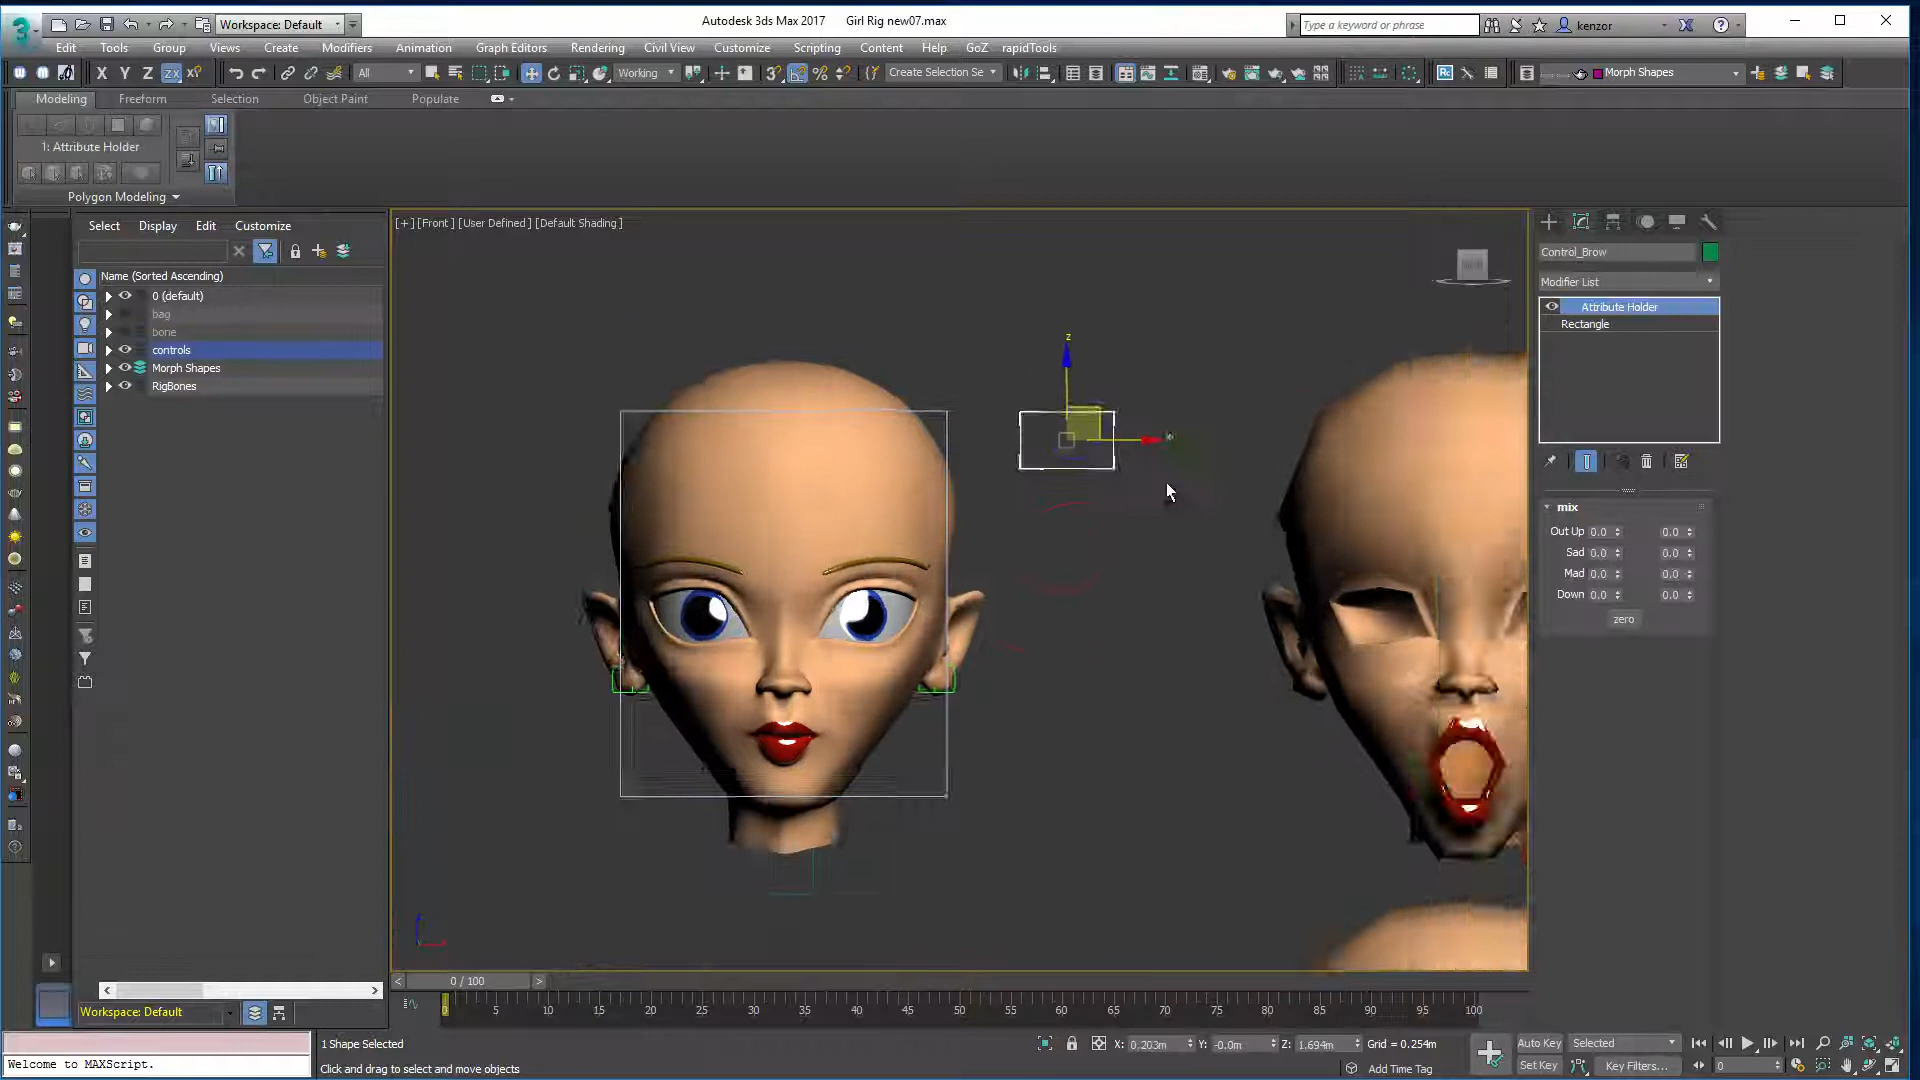 Workspace: Default
Autodesk 3ds Max 2017 Girl Rig new07.max
Type a keyword or phrase
kenzor
Edit Tools Group Views Create Modifiers Animation Graph Editors Rendering Civil View Customize Scripting Content Help GoZ rapidTools
X Y Z ZX XY All Working Create Selection Se Rc Morph Shapes
Modeling Freeform Selection Object Paint Populate
1: Attribute Holder
Polygon Modeling
Select Display Edit Customize
[+] [Front] [User Defined] [Default Shading]
Name (Sorted Ascending)
0 (default)
bag
bone
controls
Morph Shapes
RigBones
z
Control_Brow
Modifier List
Attribute Holder
Rectangle
mix
Out Up 0.0 0.0
Sad 0.0 0.0
Mad 0.0 0.0
Down 0.0 0.0
zero
0 / 100
0 5 10 15 20 25 30 35 40 45 50 55 60 65 70 75 80 85 90 95 100
Workspace: Default
Welcome to MAXScript.
1 Shape Selected
Click and drag to select and move objects
X: 0.203m Y: -0.0m Z: 1.694m Grid = 0.254m
Add Time Tag
Auto Key Selected
Set Key Key Filters...
0